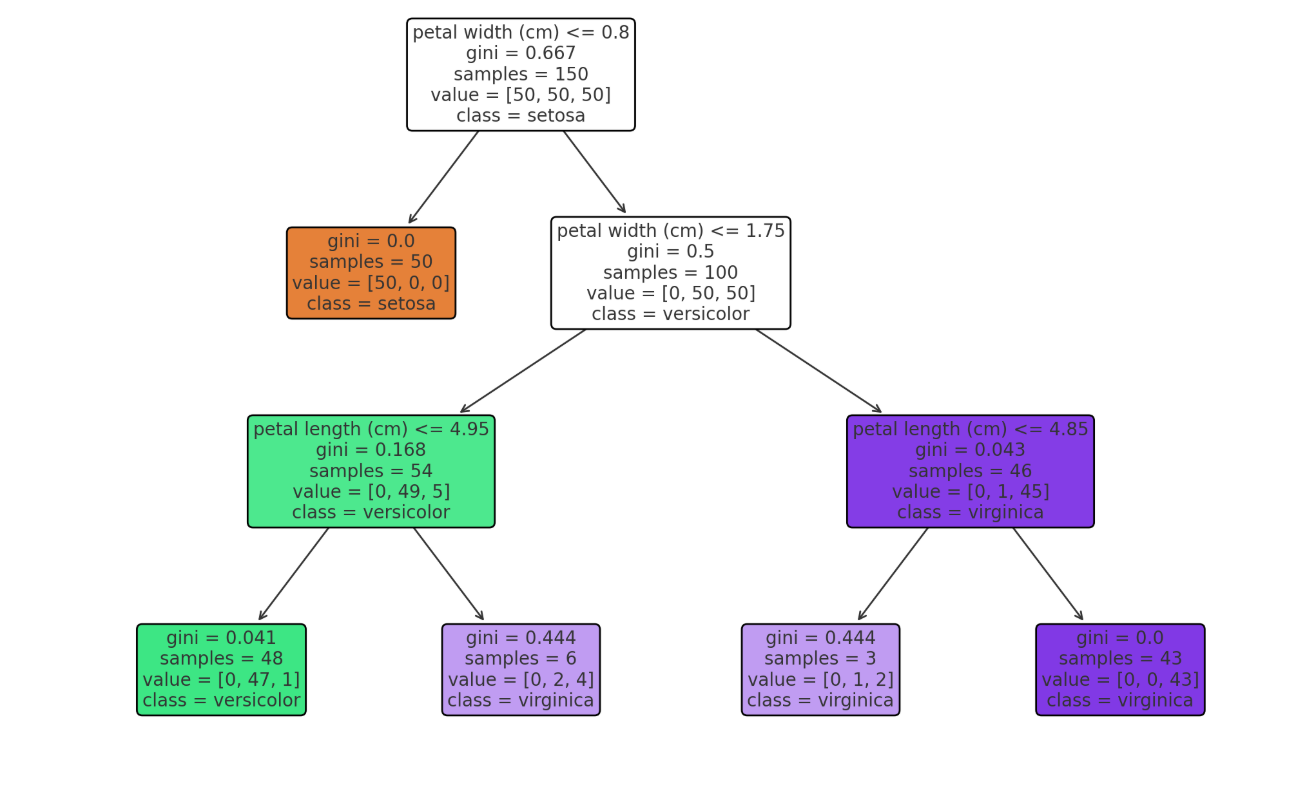 petal width (cm) <= 0.8
gini = 0.667
samples = 150
value = [50, 50, 50]
class = setosa
gini = 0.0
samples = 50
value = [50, 0, 0]
class = setosa
petal width (cm) <= 1.75
gini = 0.5
samples = 100
value = [0, 50, 50]
class = versicolor
petal length (cm) <= 4.95
gini = 0.168
samples = 54
value = [0, 49, 5]
class = versicolor
petal length (cm) <= 4.85
gini = 0.043
samples = 46
value = [0, 1, 45]
class = virginica
gini = 0.041
samples = 48
value = [0, 47, 1]
class = versicolor
gini = 0.444
samples = 6
value = [0, 2, 4]
class = virginica
gini = 0.444
samples = 3
value = [0, 1, 2]
class = virginica
gini = 0.0
samples = 43
value = [0, 0, 43]
class = virginica